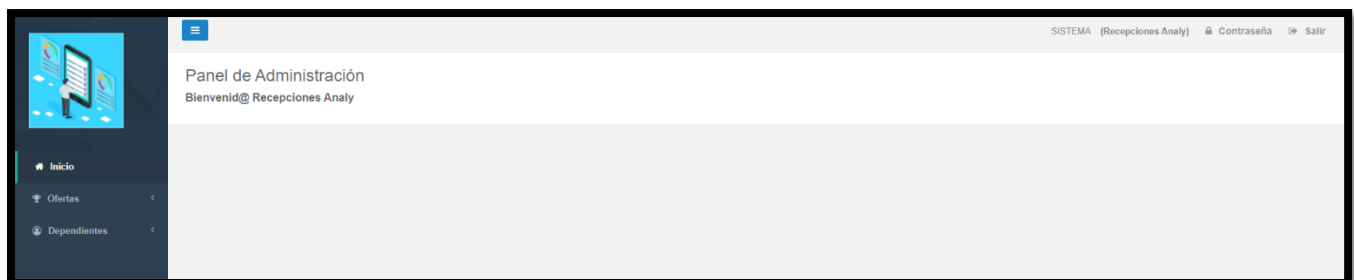 SISTEMA (Recepciones Analy) Contraseña Salir
Panel de Administración
Bienvenid@ Recepciones Analy
Inicio
Ofertas
Dependientes